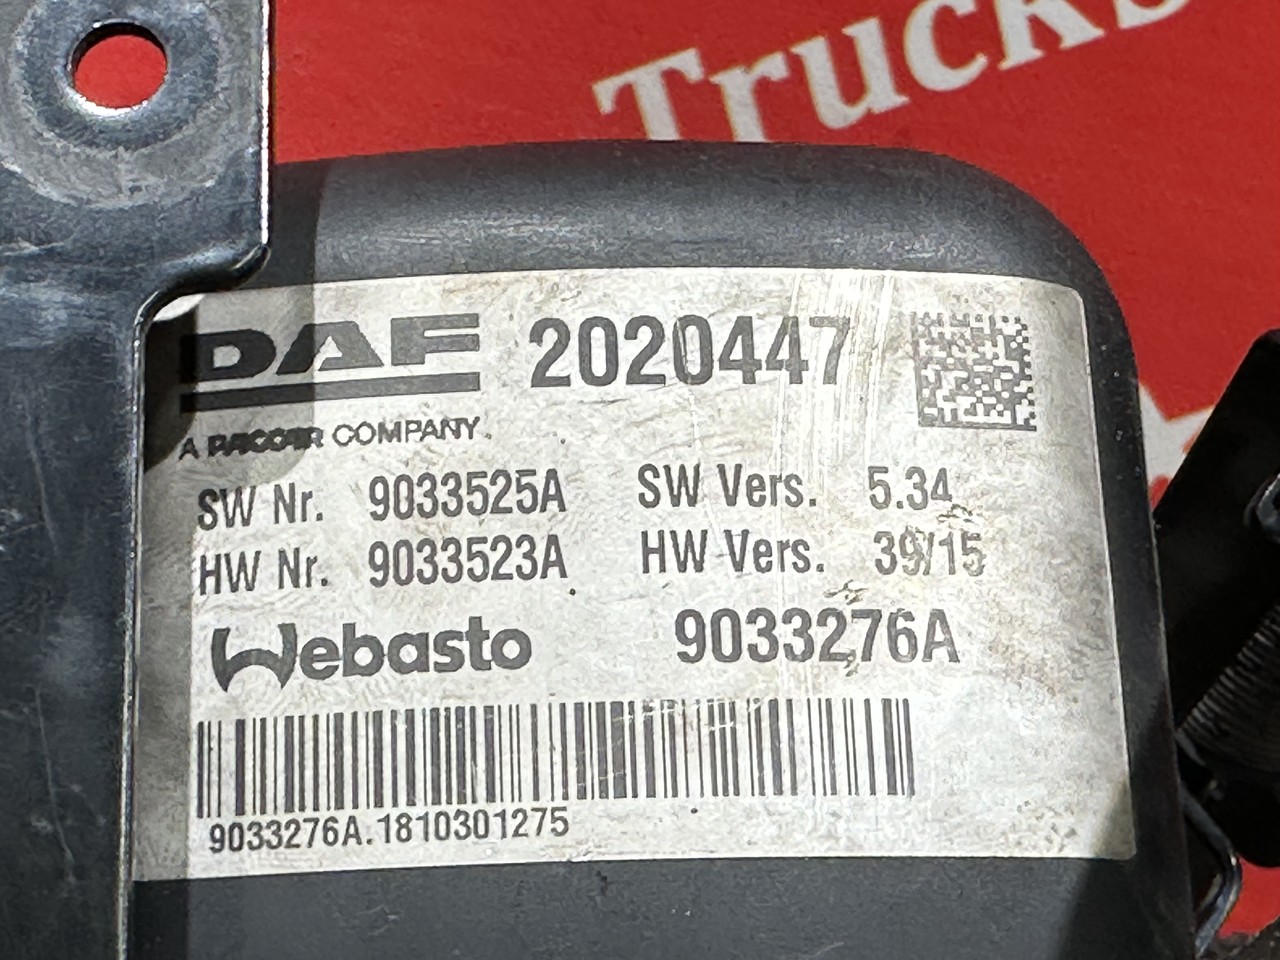 Trucks
DAF 2020447
A PACCAR COMPANY
SW Nr. 9033525A SW Vers. 5.34
HW Nr. 9033523A HW Vers. 39/15
Webasto 9033276A
9033276A.1810301275